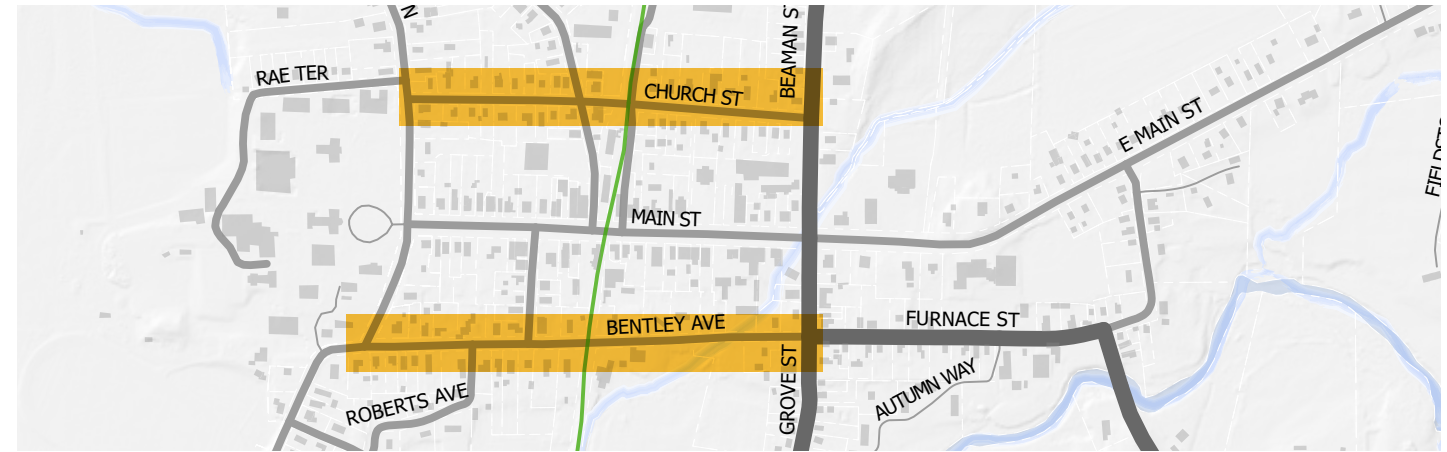 N
BEAMAN S
RAE TER
CHURCH ST
E MAIN ST
MAIN ST
BENTLEY AVE
FURNACE ST
GROVE ST
AUTUMN WAY
ROBERTS AVE